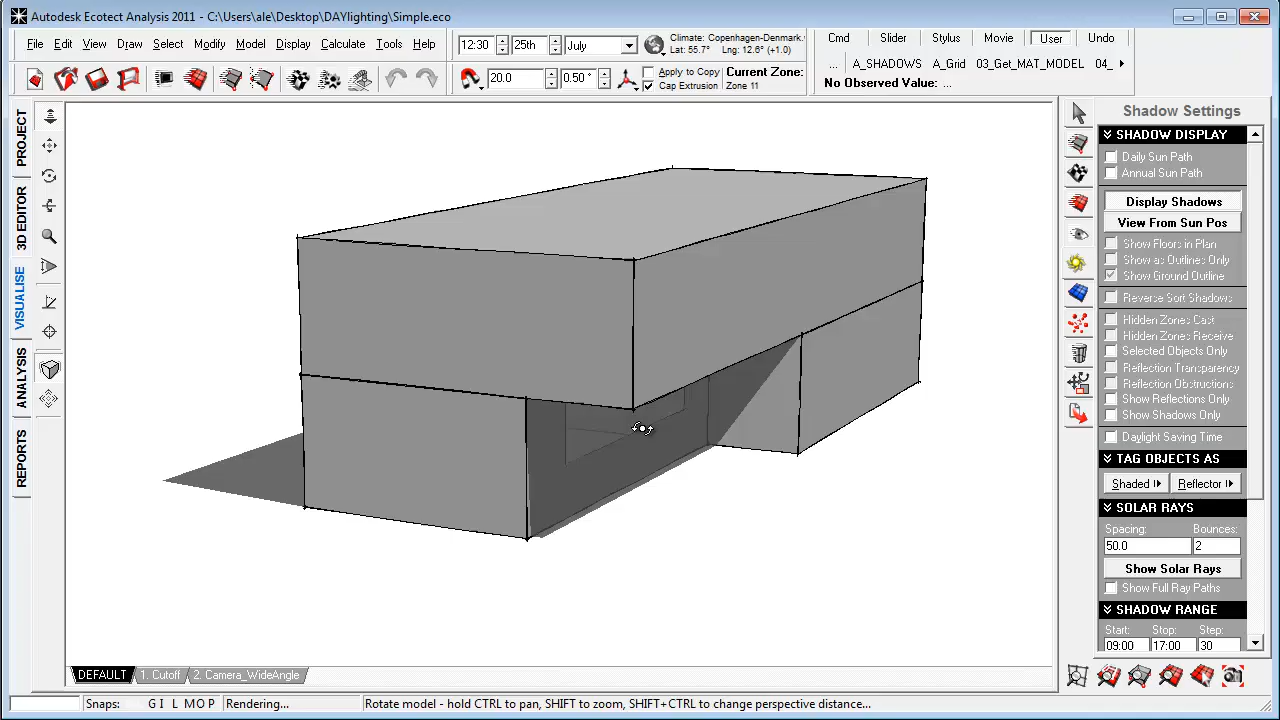 Autodesk Ecotect Analysis 2011 - C:\Users\ale\Desktop\DAYlighting\Simple.eco
File Edit View Draw Select Modify Model Display Calculate Tools Help
12:30 25th July
Climate: Copenhagen-Denmark.
Lat: 55.7° Lng: 12.6° (+1.0)
Cmd Slider Stylus Movie User Undo
... A_SHADOWS A_Grid 03_Get_MAT_MODEL 04_
20.0 0.50 °
Apply to Copy
Cap Extrusion
Current Zone:
Zone 11
No Observed Value: ...
PROJECT
3D EDITOR
VISUALISE
ANALYSIS
REPORTS
Shadow Settings
SHADOW DISPLAY
Daily Sun Path
Annual Sun Path
Display Shadows
View From Sun Pos
Show Floors in Plan
Show as Outlines Only
Show Ground Outline
Reverse Sort Shadows
Hidden Zones Cast
Hidden Zones Receive
Selected Objects Only
Reflection Transparency
Reflection Obstructions
Show Reflections Only
Show Shadows Only
Daylight Saving Time
TAG OBJECTS AS
Shaded Reflector
SOLAR RAYS
Spacing: Bounces:
50.0 2
Show Solar Rays
Show Full Ray Paths
SHADOW RANGE
Start: Stop: Step:
09:00 17:00 30
DEFAULT 1. Cutoff 2. Camera_WideAngle
Snaps: G I L M O P Rendering... Rotate model - hold CTRL to pan, SHIFT to zoom, SHIFT+CTRL to change perspective distance...